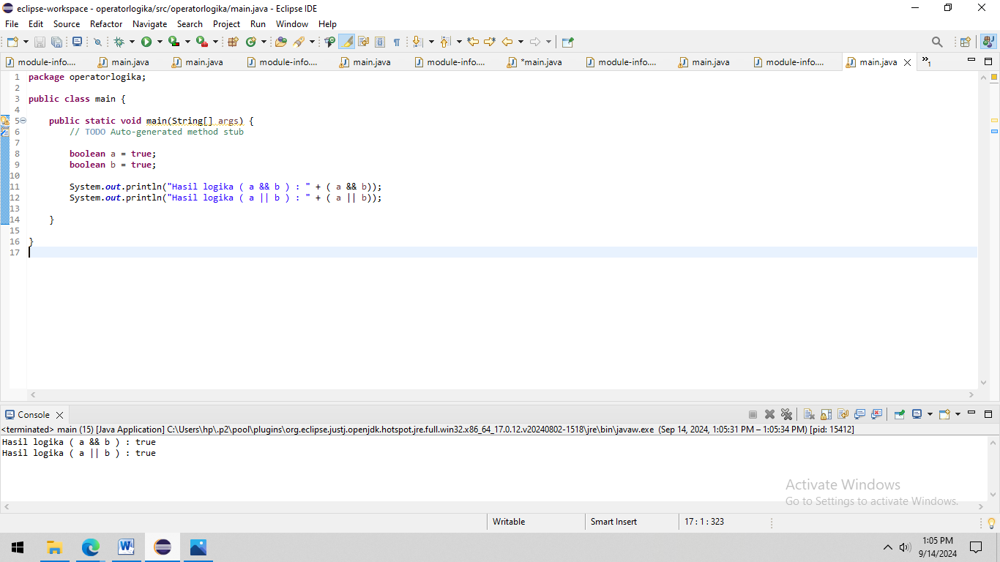 eclipse-workspace - operatorlogika/src/operatorlogika/main.java - Eclipse IDE
File Edit Source Refactor Navigate Search Project Run Window Help
module-info.... main.java main.java module-info.... main.java module-info.... *main.java module-info.... main.java module-info.... main.java »1
1 package operatorlogika;
2
3 public class main {
4
5 public static void main(String[] args) {
6 // TODO Auto-generated method stub
7
8 boolean a = true;
9 boolean b = true;
10
11 System.out.println("Hasil logika ( a && b ) : " + ( a && b));
12 System.out.println("Hasil logika ( a || b ) : " + ( a || b));
13
14 }
15
16 }
17
Console
<terminated> main (15) [Java Application] C:\Users\hp\.p2\pool\plugins\org.eclipse.justj.openjdk.hotspot.jre.full.win32.x86_64_17.0.12.v20240802-1518\jre\bin\javaw.exe (Sep 14, 2024, 1:05:31 PM – 1:05:34 PM) [pid: 15412]
Hasil logika ( a && b ) : true
Hasil logika ( a || b ) : true
Activate Windows
Go to Settings to activate Windows.
Writable Smart Insert 17 : 1 : 323
1:05 PM
9/14/2024